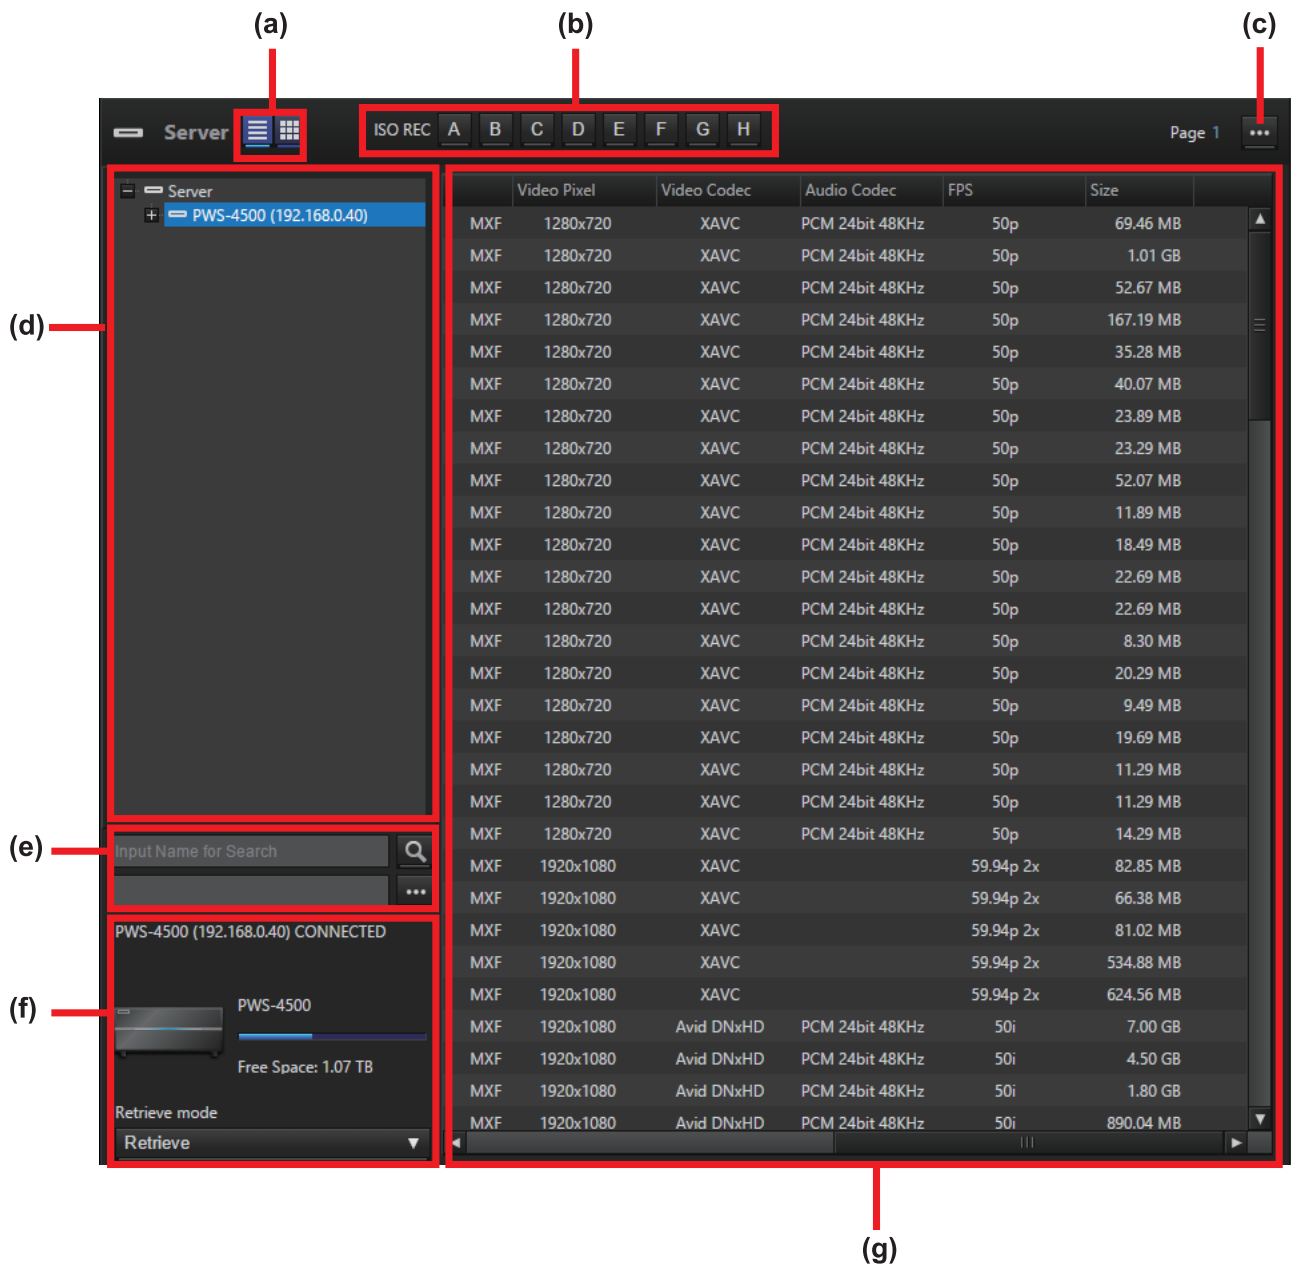 (a) (b) (c)
Server ISO REC A B C D E F G H Page 1 •••
Server
PWS-4500 (192.168.0.40)
(d)
Input Name for Search
•••
(e)
PWS-4500 (192.168.0.40) CONNECTED
PWS-4500
Free Space: 1.07 TB
(f)
Retrieve mode
Retrieve
Video Pixel Video Codec Audio Codec FPS Size
MXF 1280x720 XAVC PCM 24bit 48KHz 50p 69.46 MB
MXF 1280x720 XAVC PCM 24bit 48KHz 50p 1.01 GB
MXF 1280x720 XAVC PCM 24bit 48KHz 50p 52.67 MB
MXF 1280x720 XAVC PCM 24bit 48KHz 50p 167.19 MB
MXF 1280x720 XAVC PCM 24bit 48KHz 50p 35.28 MB
MXF 1280x720 XAVC PCM 24bit 48KHz 50p 40.07 MB
MXF 1280x720 XAVC PCM 24bit 48KHz 50p 23.89 MB
MXF 1280x720 XAVC PCM 24bit 48KHz 50p 23.29 MB
MXF 1280x720 XAVC PCM 24bit 48KHz 50p 52.07 MB
MXF 1280x720 XAVC PCM 24bit 48KHz 50p 11.89 MB
MXF 1280x720 XAVC PCM 24bit 48KHz 50p 18.49 MB
MXF 1280x720 XAVC PCM 24bit 48KHz 50p 22.69 MB
MXF 1280x720 XAVC PCM 24bit 48KHz 50p 22.69 MB
MXF 1280x720 XAVC PCM 24bit 48KHz 50p 8.30 MB
MXF 1280x720 XAVC PCM 24bit 48KHz 50p 20.29 MB
MXF 1280x720 XAVC PCM 24bit 48KHz 50p 9.49 MB
MXF 1280x720 XAVC PCM 24bit 48KHz 50p 19.69 MB
MXF 1280x720 XAVC PCM 24bit 48KHz 50p 11.29 MB
MXF 1280x720 XAVC PCM 24bit 48KHz 50p 11.29 MB
MXF 1280x720 XAVC PCM 24bit 48KHz 50p 14.29 MB
MXF 1920x1080 XAVC 59.94p 2x 82.85 MB
MXF 1920x1080 XAVC 59.94p 2x 66.38 MB
MXF 1920x1080 XAVC 59.94p 2x 81.02 MB
MXF 1920x1080 XAVC 59.94p 2x 534.88 MB
MXF 1920x1080 XAVC 59.94p 2x 624.56 MB
MXF 1920x1080 Avid DNxHD PCM 24bit 48KHz 50i 7.00 GB
MXF 1920x1080 Avid DNxHD PCM 24bit 48KHz 50i 4.50 GB
MXF 1920x1080 Avid DNxHD PCM 24bit 48KHz 50i 1.80 GB
MXF 1920x1080 Avid DNxHD PCM 24bit 48KHz 50i 890.04 MB
(g)